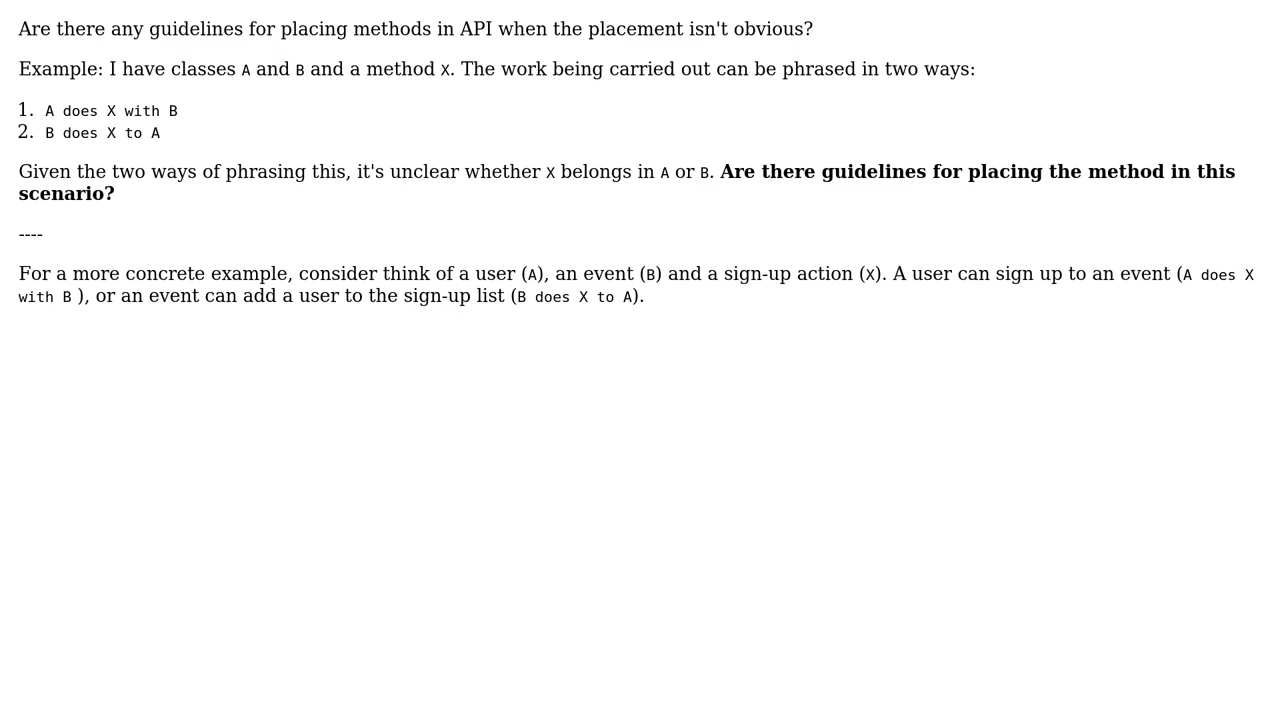 Are there any guidelines for placing methods in API when the placement isn't obvious?
Example: I have classes A and B and a method X. The work being carried out can be phrased in two ways:
1. A does X with B
2. B does X to A
Given the two ways of phrasing this, it's unclear whether X belongs in A or B. Are there guidelines for placing the method in this
scenario?
----
For a more concrete example, consider think of a user (A), an event (B) and a sign-up action (X). A user can sign up to an event (A does X
with B ), or an event can add a user to the sign-up list (B does X to A).